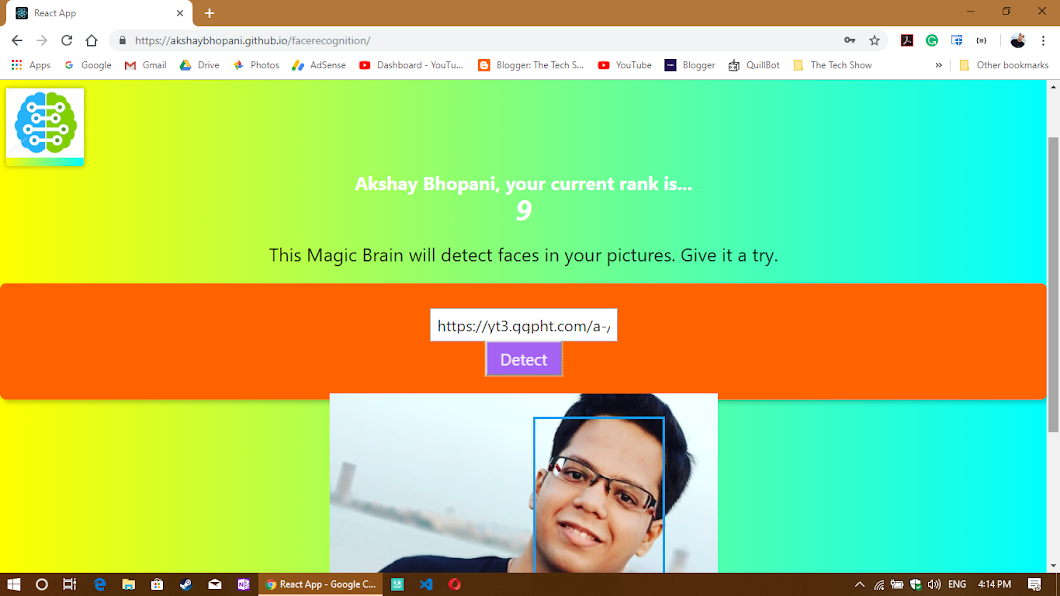 React App
https://akshaybhopani.github.io/facerecognition/
Apps Google Gmail Drive Photos AdSense Dashboard - YouTu... Blogger: The Tech S... YouTube Blogger QuillBot The Tech Show » Other bookmarks
Akshay Bhopani, your current rank is...
9
This Magic Brain will detect faces in your pictures. Give it a try.
https://yt3.ggpht.com/a-/
Detect
React App - Google C...
ENG 4:14 PM